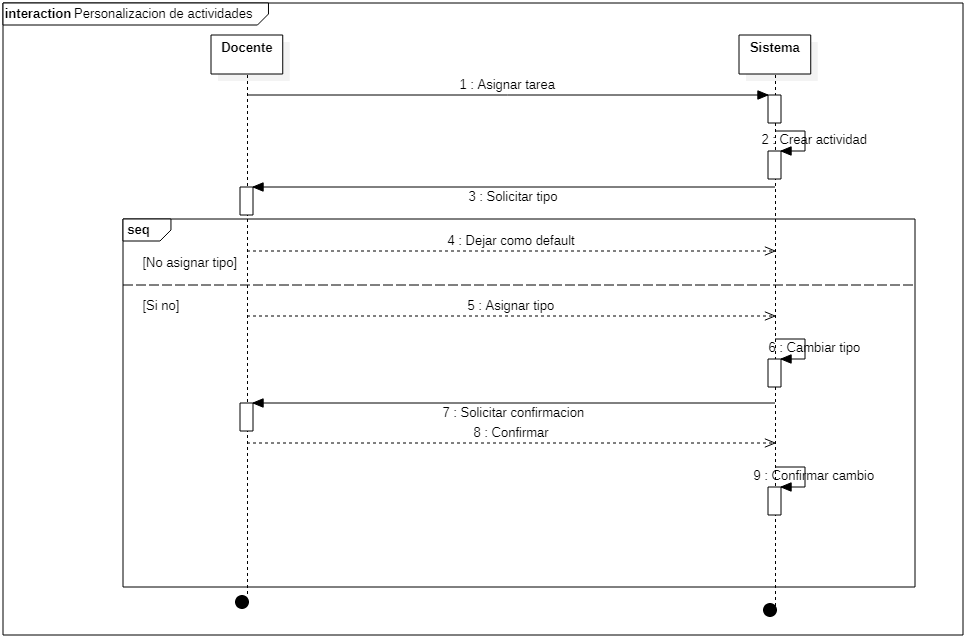 interaction Personalizacion de actividades
Docente
Sistema
1 : Asignar tarea
2 : Crear actividad
3 : Solicitar tipo
seq
4 : Dejar como default
[No asignar tipo]
[Si no]
5 : Asignar tipo
6 : Cambiar tipo
7 : Solicitar confirmacion
8 : Confirmar
9 : Confirmar cambio